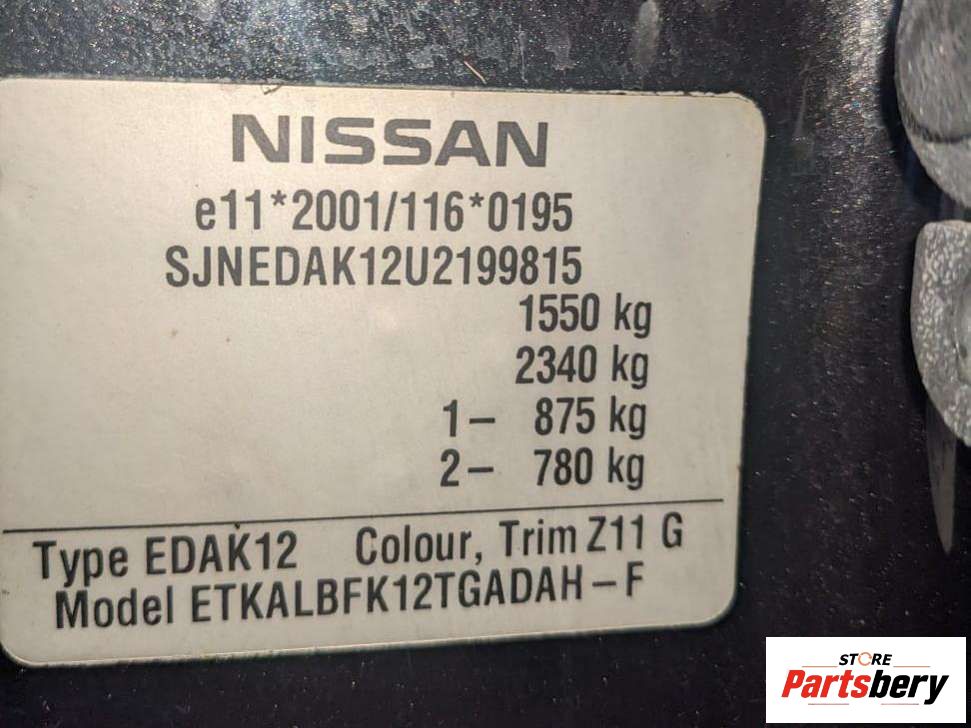 NISSAN
e11*2001/116*0195
SJNEDAK12U2199815
1550 kg
2340 kg
1– 875 kg
2– 780 kg
Type EDAK12 Colour, Trim Z11 G
Model ETKALBFK12TGADAH – F
STORE
Partsbery